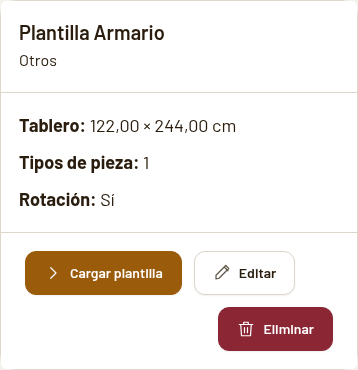 Plantilla Armario
Otros
Tablero: 122,00 × 244,00 cm
Tipos de pieza: 1
Rotación: Sí
Cargar plantilla
Editar
Eliminar